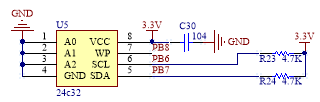 GND
U5
3.3V
C30
3.3V
1 A0 VCC 8
104
GND
2 A1 WP 7 PB8
3 A2 SCL 6 PB6
R23 4.7K
4 GND SDA 5 PB7
R24 4.7K
24c32